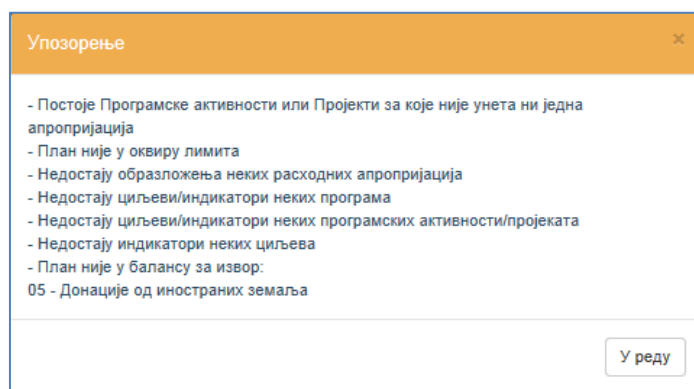 Упозорење
×
- Постоје Програмске активности или Пројекти за које није унета ни једна
апропријација
- План није у оквиру лимита
- Недостају образложења неких расходних апропријација
- Недостају циљеви/индикатори неких програма
- Недостају циљеви/индикатори неких програмских активности/пројеката
- Недостају индикатори неких циљева
- План није у балансу за извор:
05 - Донације од иностраних земаља
У реду